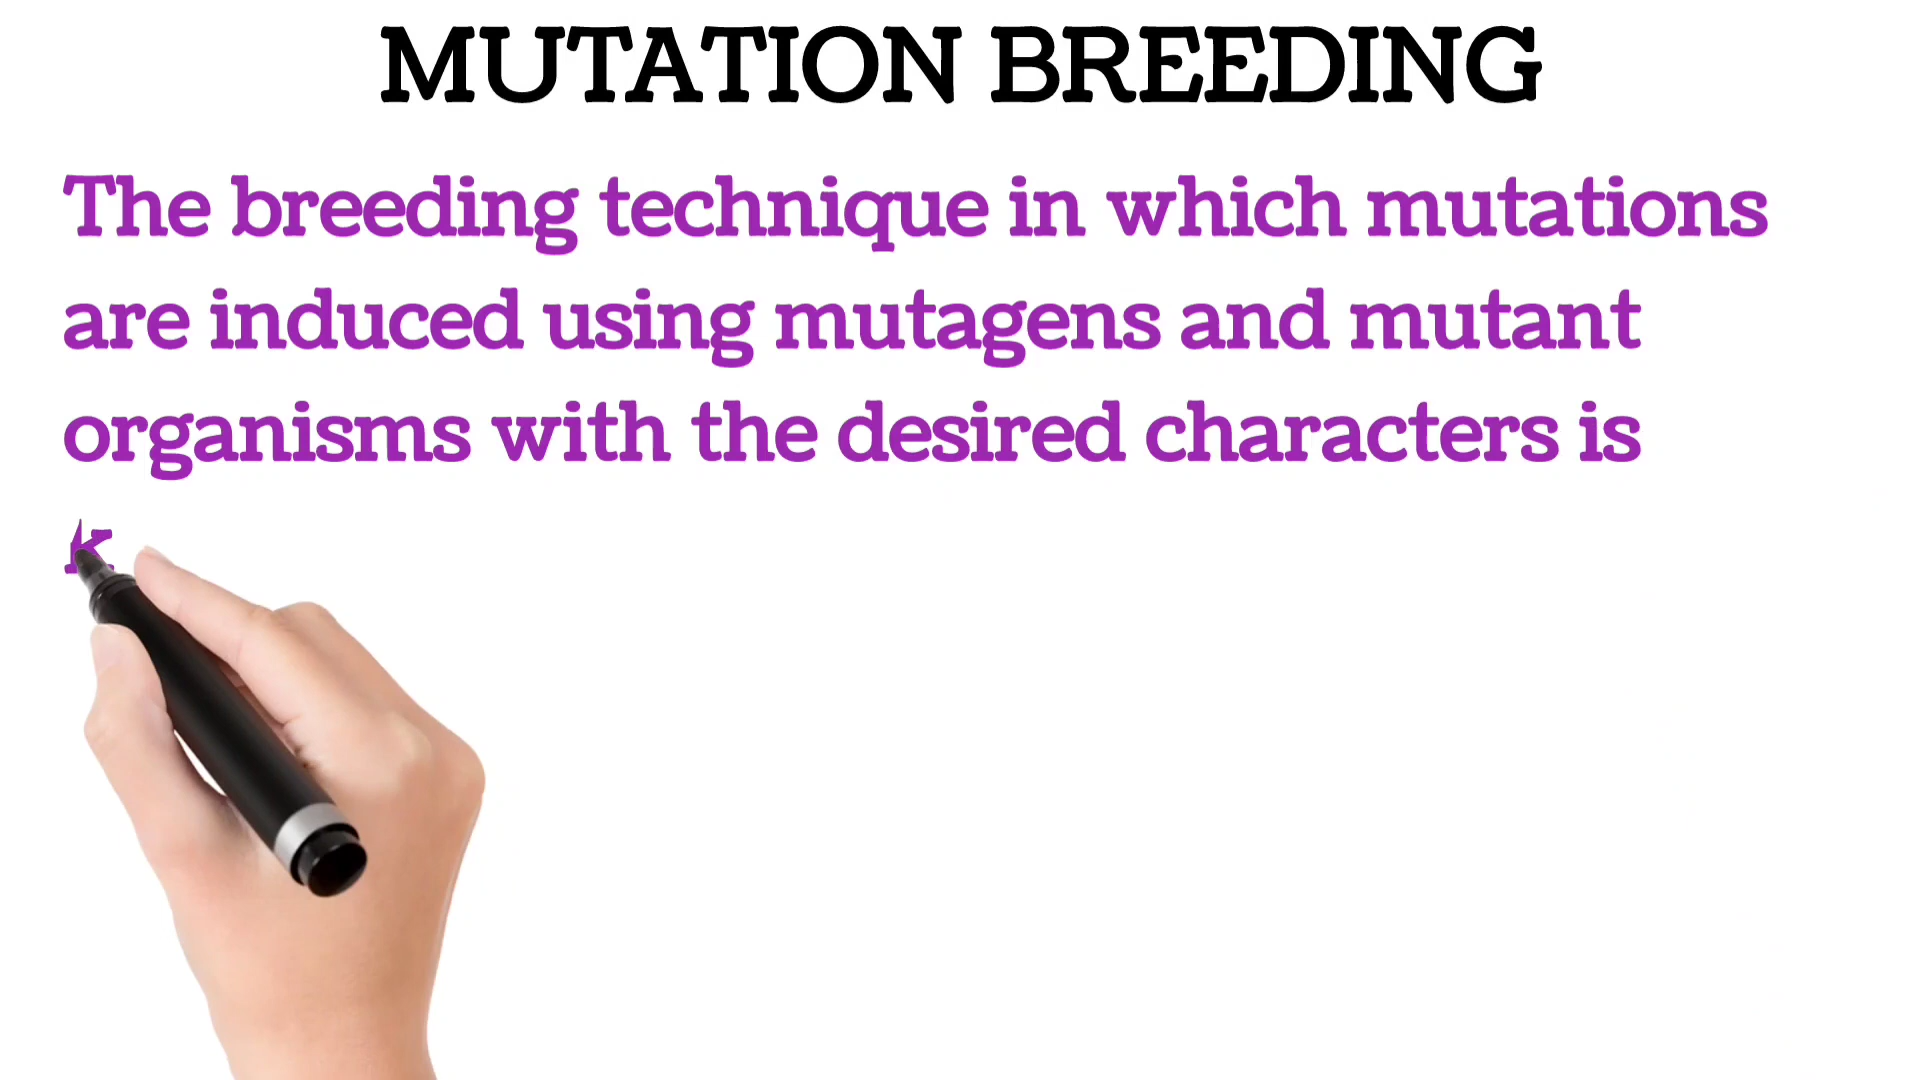 MUTATION BREEDING
The breeding technique in which mutations
are induced using mutagens and mutant
organisms with the desired characters is